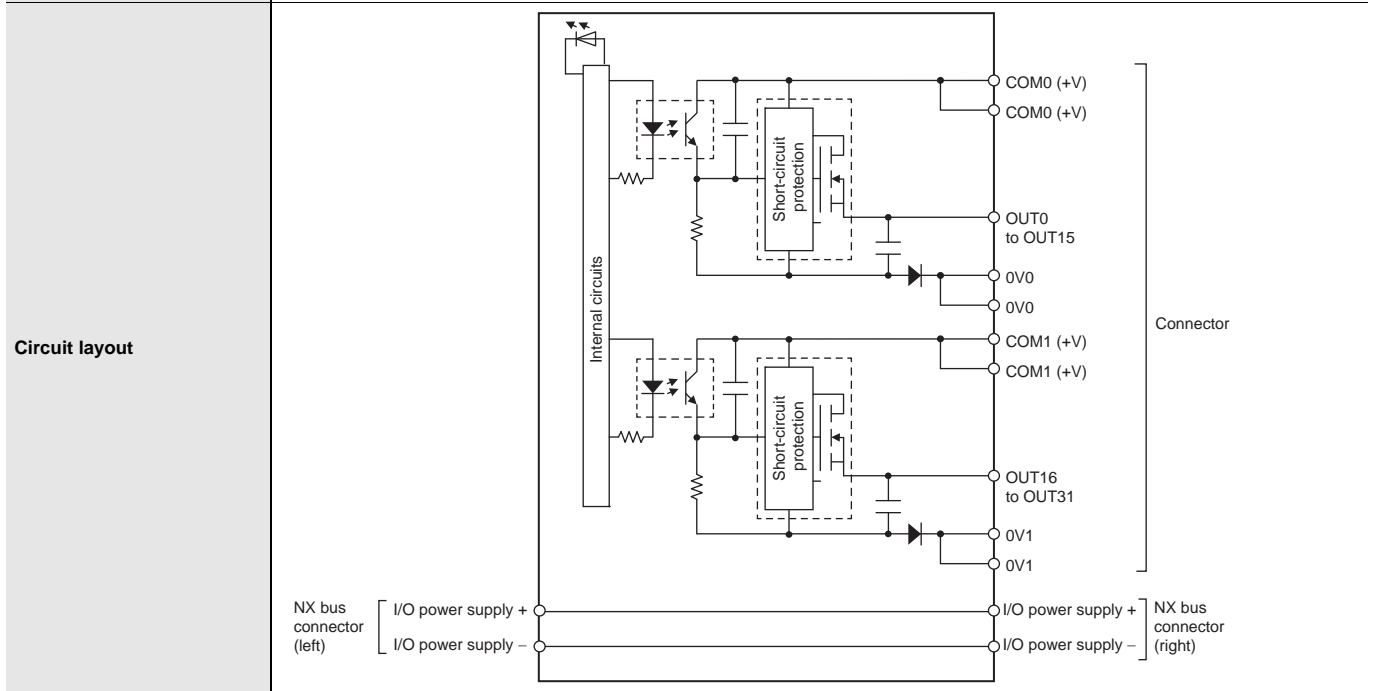 Circuit layout
Internal circuits
Short-circuit
protection
COM0 (+V)
COM0 (+V)
OUT0
to OUT15
0V0
0V0
Short-circuit
protection
COM1 (+V)
COM1 (+V)
OUT16
to OUT31
0V1
0V1
Connector
NX bus
connector
(left)
I/O power supply +
I/O power supply –
I/O power supply +
I/O power supply –
NX bus
connector
(right)